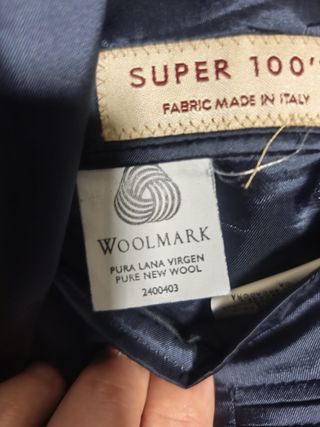 SUPER 100's
FABRIC MADE IN ITALY
WOOLMARK
PURA LANA VIRGEN
PURE NEW WOOL
2400403